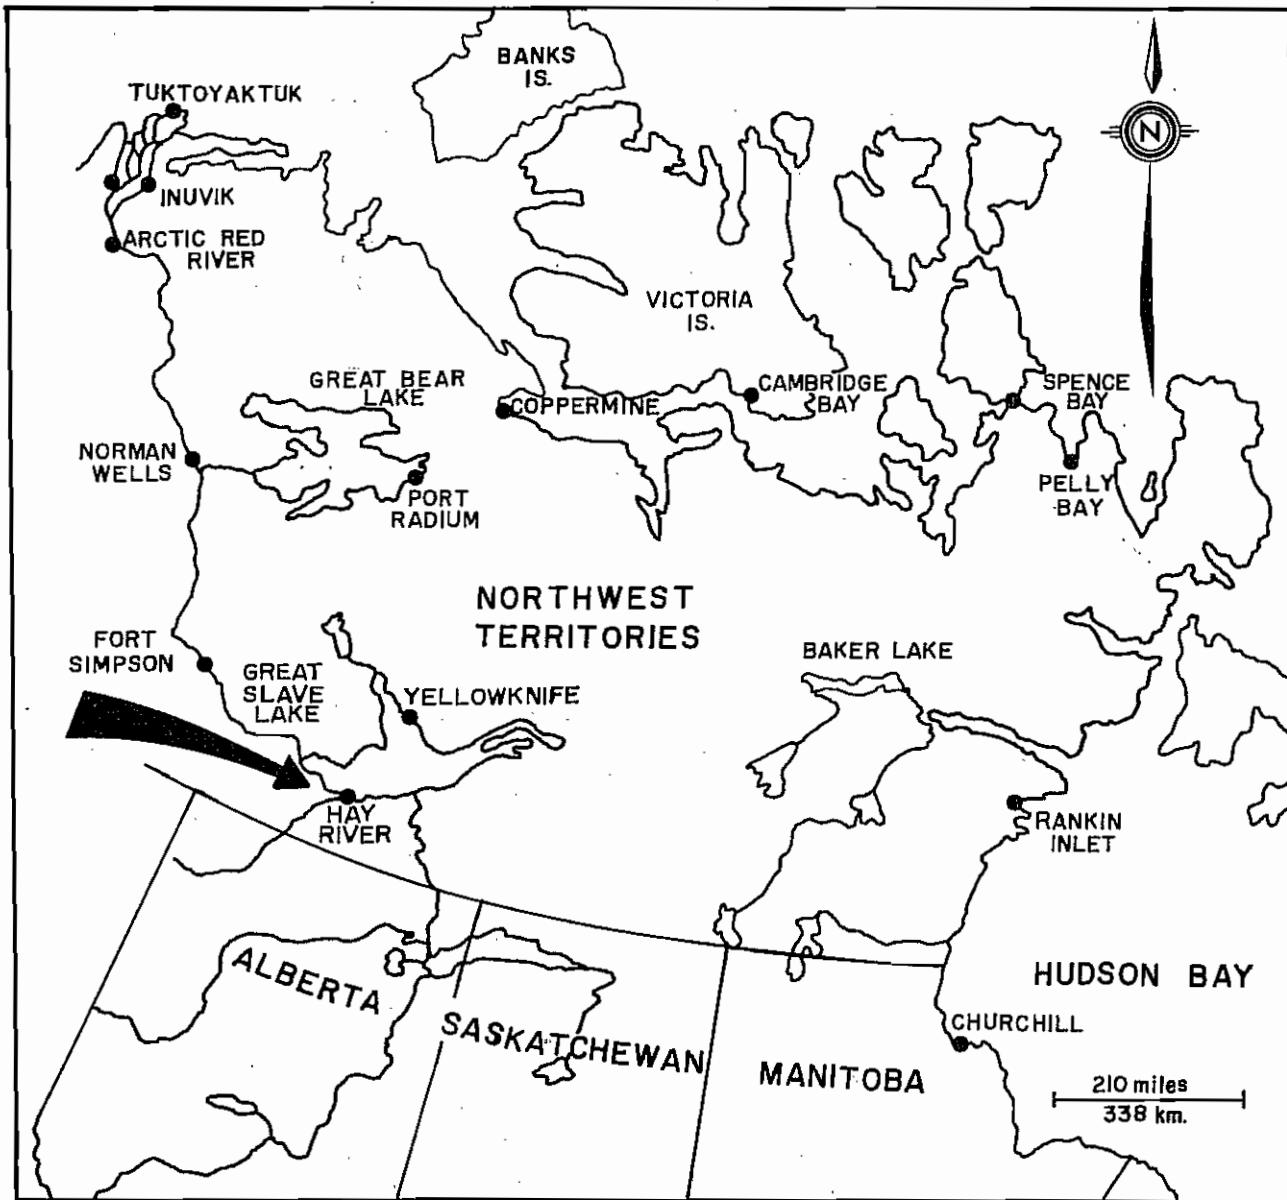 BANKS
IS.
TUKTOYAKTUK
N
INUVIK
ARCTIC RED
RIVER
VICTORIA
IS.
GREAT BEAR
LAKE
COPPERMINE
CAMBRIDGE
BAY
SPENCE
BAY
NORMAN
WELLS
PORT
RADIUM
PELLY
BAY
NORTHWEST
TERRITORIES
FORT
SIMPSON
GREAT
SLAVE
LAKE
YELLOWKNIFE
BAKER LAKE
HAY
RIVER
RANKIN
INLET
ALBERTA
SASKATCHEWAN
MANITOBA
HUDSON BAY
CHURCHILL
210 miles
338 km.